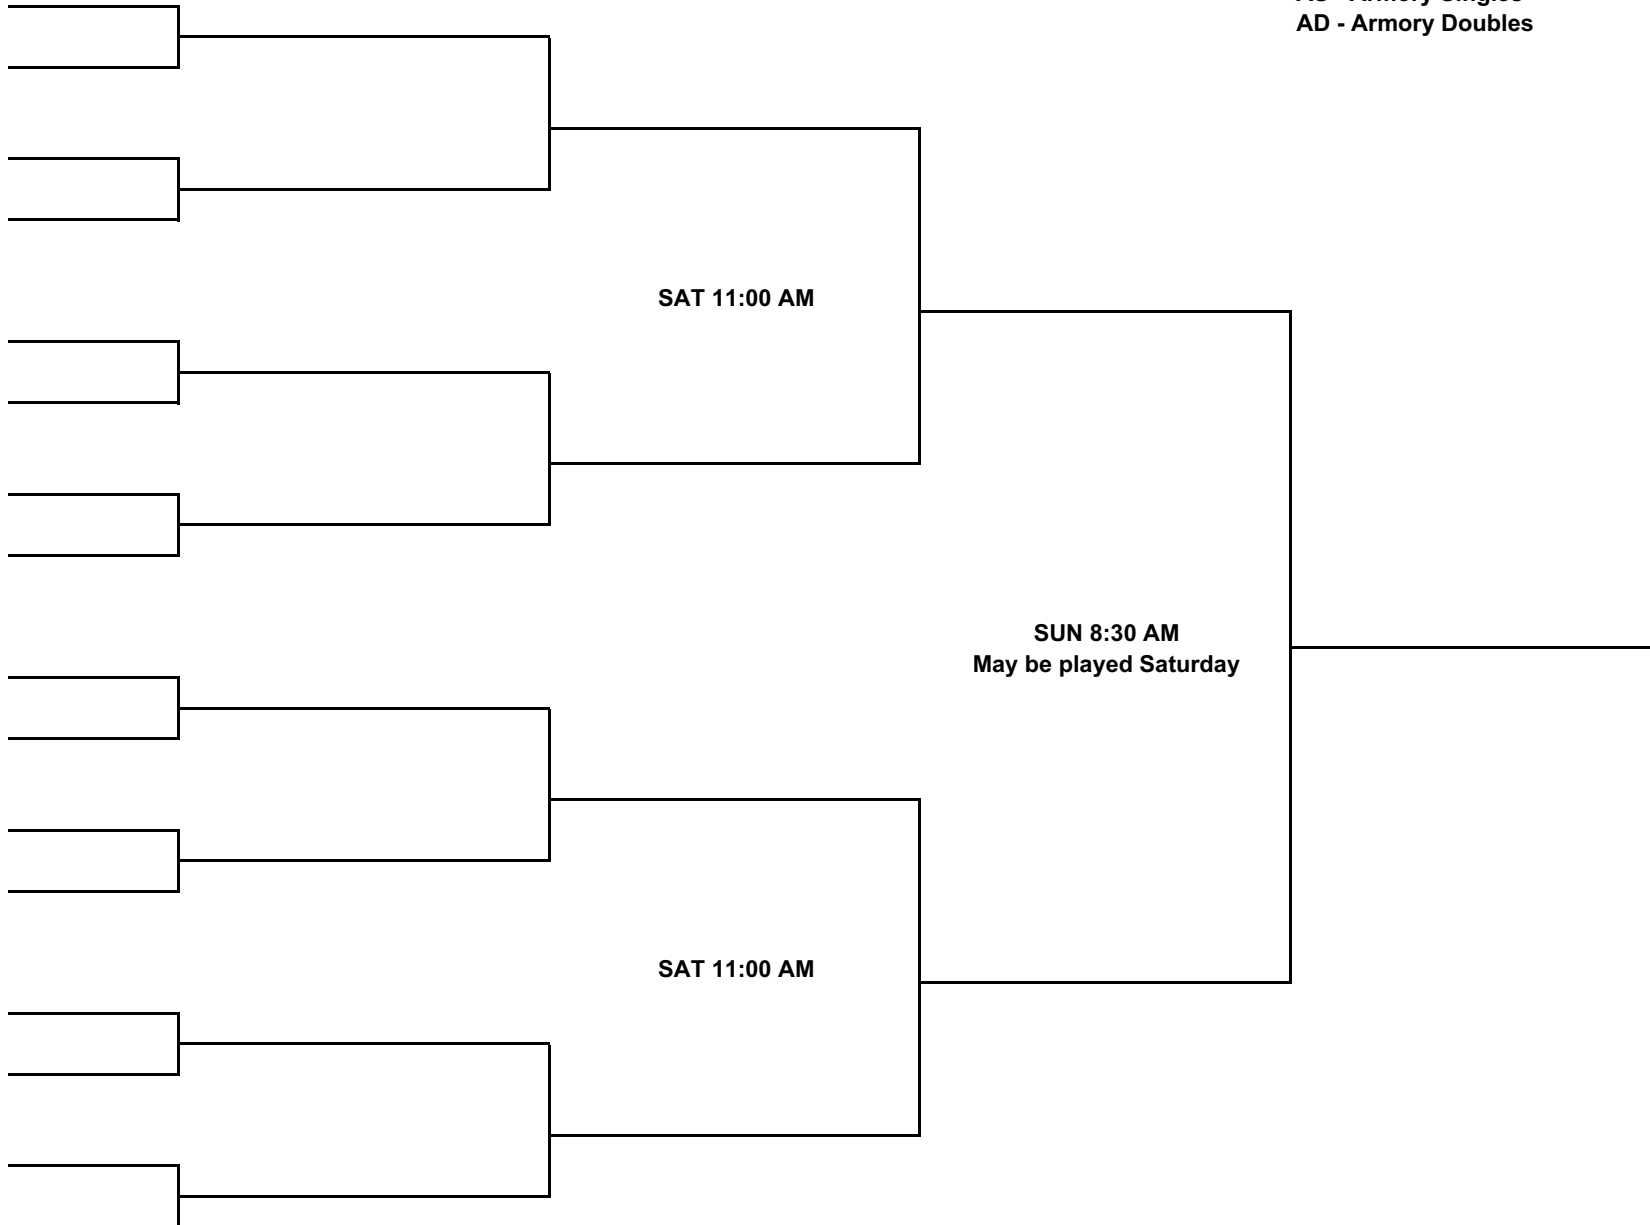 AD - Armory Doubles
SAT 11:00 AM
SUN 8:30 AM
May be played Saturday
SAT 11:00 AM